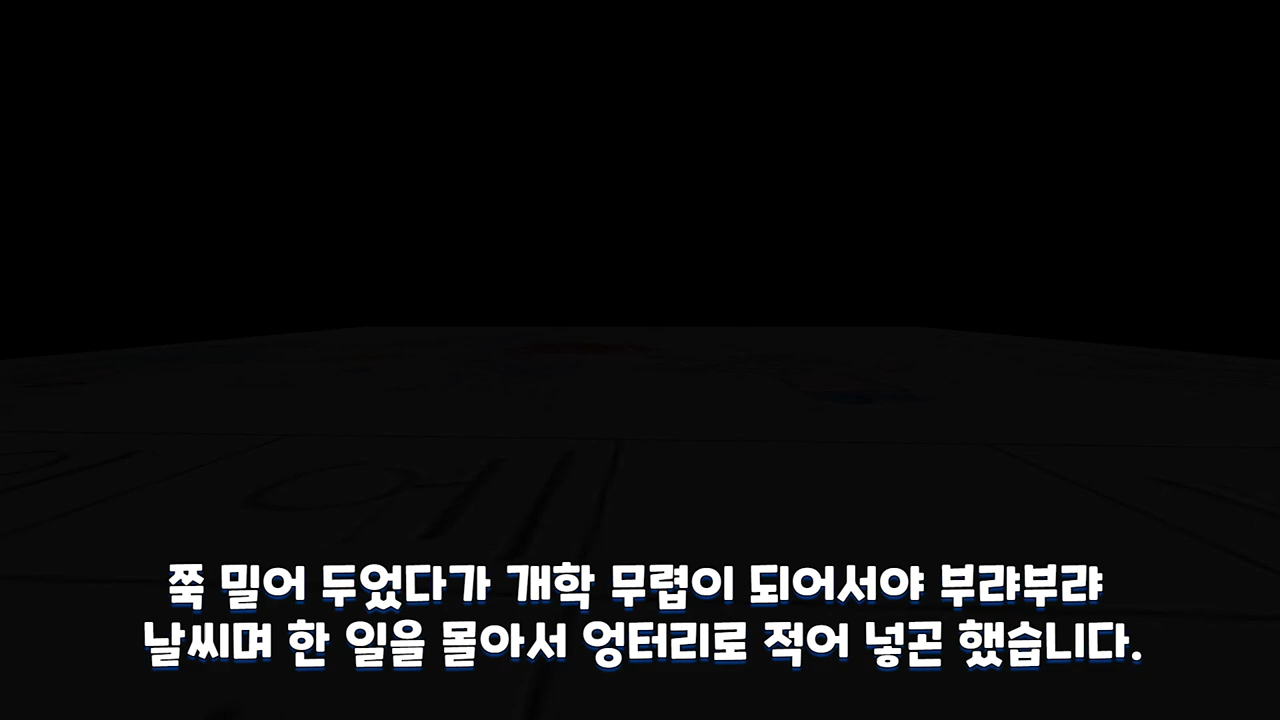 쭉 밀어 두었다가 개학 무렵이 되어서야 부랴부랴
날씨며 한 일을 몰아서 엉터리로 적어 넣곤 했습니다.